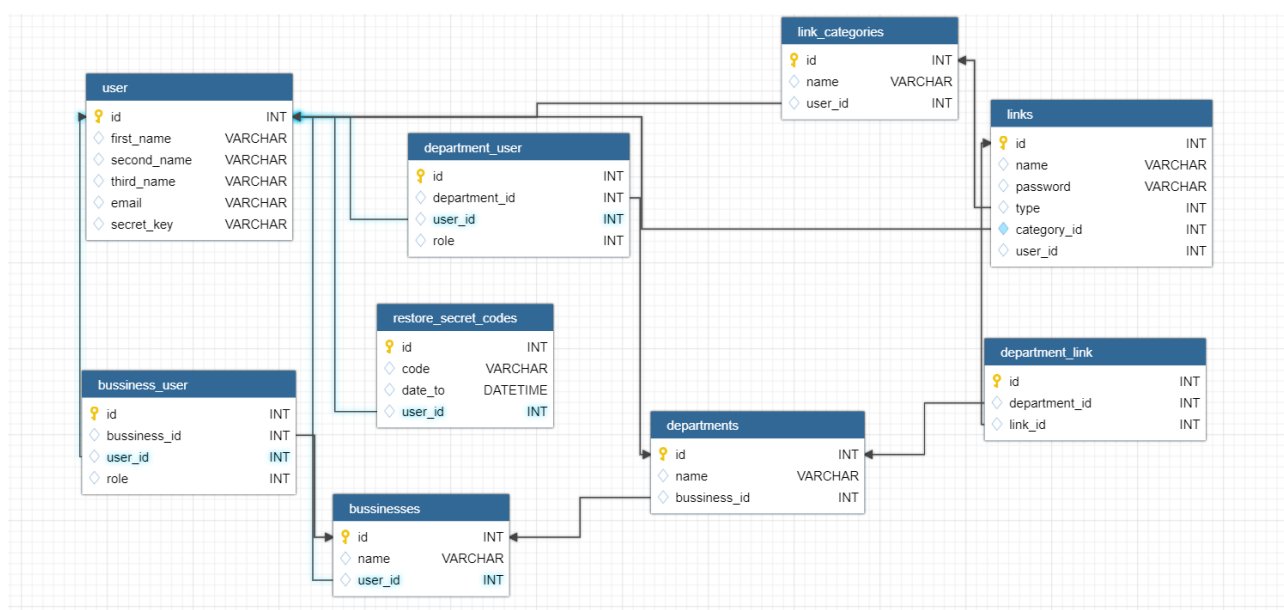 link_categories
id INT
name VARCHAR
user_id INT
user
id INT
first_name VARCHAR
second_name VARCHAR
third_name VARCHAR
email VARCHAR
secret_key VARCHAR
links
id INT
name VARCHAR
password VARCHAR
type INT
category_id INT
user_id INT
department_user
id INT
department_id INT
user_id INT
role INT
restore_secret_codes
id INT
code VARCHAR
date_to DATETIME
user_id INT
department_link
id INT
department_id INT
link_id INT
bussiness_user
id INT
bussiness_id INT
user_id INT
role INT
departments
id INT
name VARCHAR
bussiness_id INT
bussinesses
id INT
name VARCHAR
user_id INT